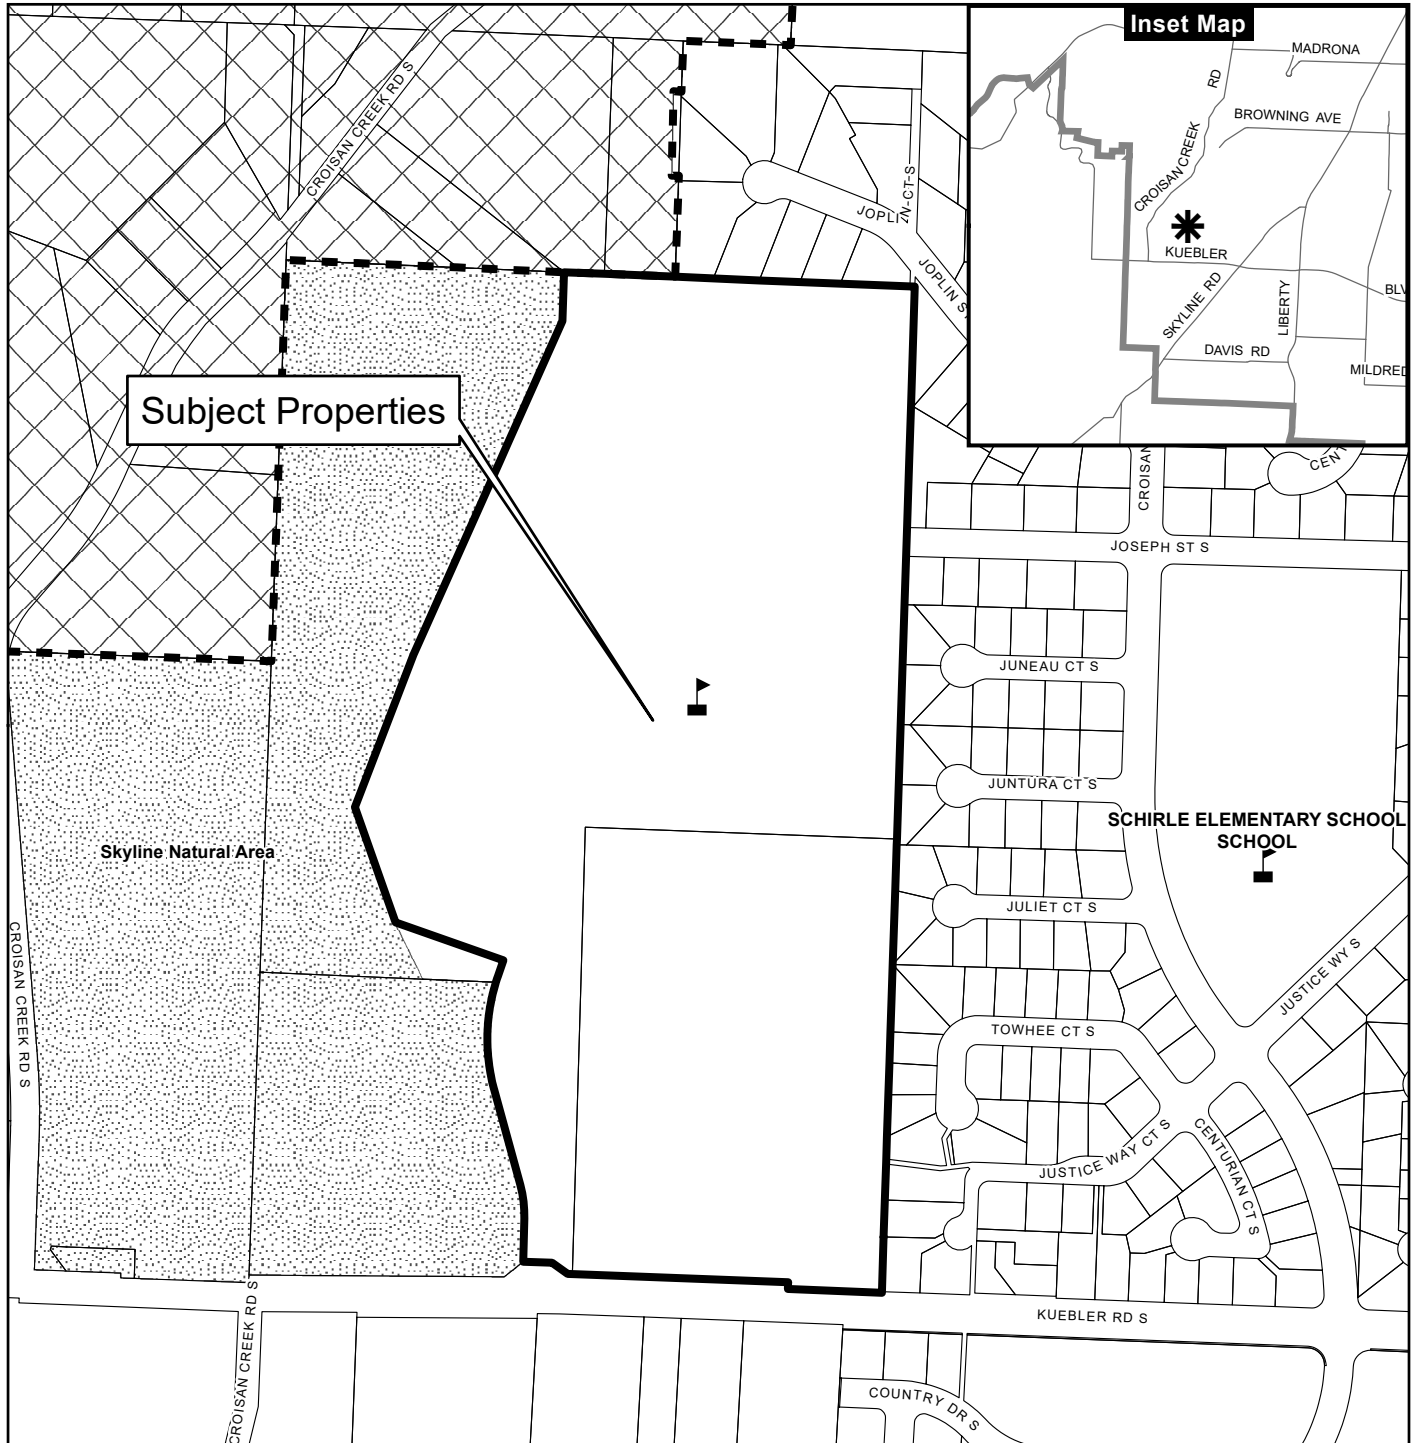 Inset Map
MADRONA
RD
BROWNING AVE
CROISAN CREEK
KUEBLER
SKYLINE RD
LIBERTY
BLV
DAVIS RD
MILDRED
CROISAN CREEK RD S
JOPLI
N CT S
JOPLIN ST
Subject Properties
CROISAN
CENT
JOSEPH ST S
JUNEAU CT S
JUNTURA CT S
SCHIRLE ELEMENTARY SCHOOL
SCHOOL
Skyline Natural Area
JULIET CT S
CROISAN CREEK RD S
JUSTICE WY S
TOWHEE CT S
JUSTICE WAY CT S
CENTURIAN CT S
KUEBLER RD S
CROISAN CREEK RD S
COUNTRY DR S